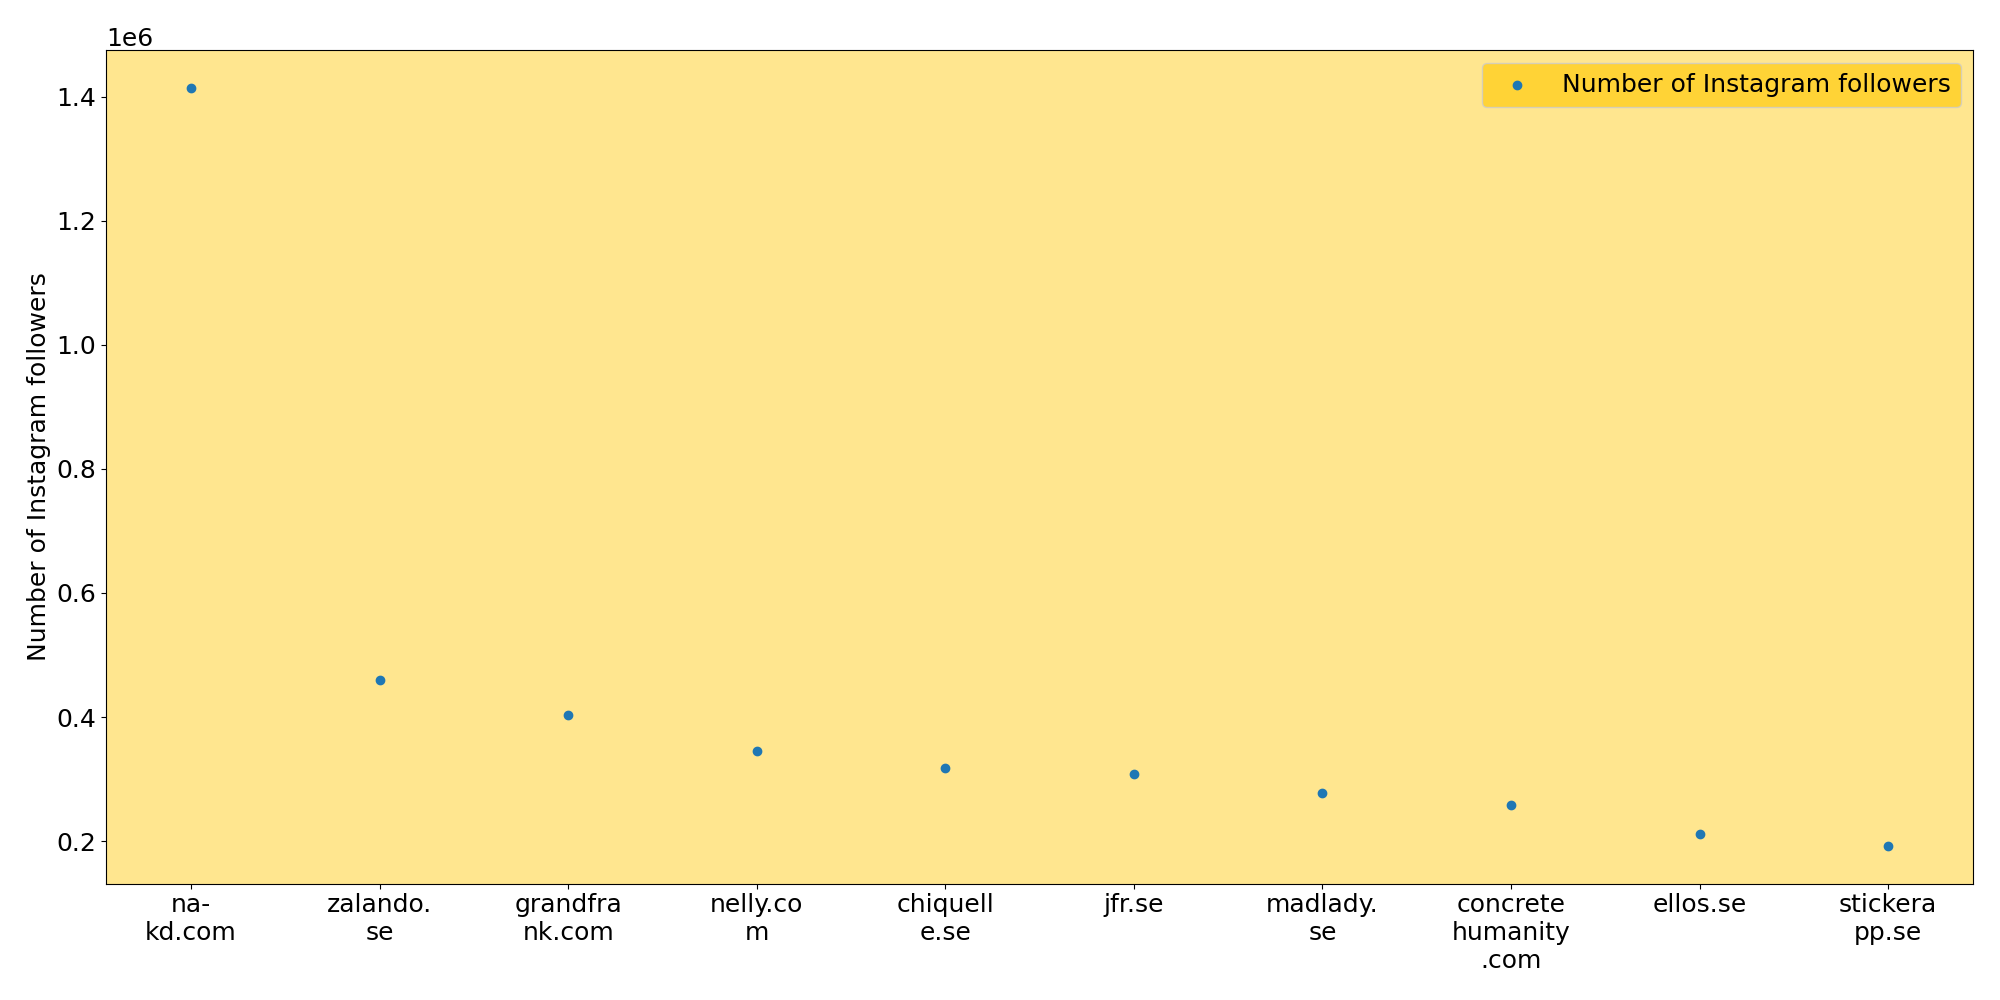 1e6
Number of Instagram followers
1.4
1.2
1.0
0.8
0.6
0.4
0.2
Number of Instagram followers
na-
kd.com
zalando.
se
grandfra
nk.com
nelly.co
m
chiquell
e.se
jfr.se
madlady.
se
concrete
humanity
.com
ellos.se
stickera
pp.se